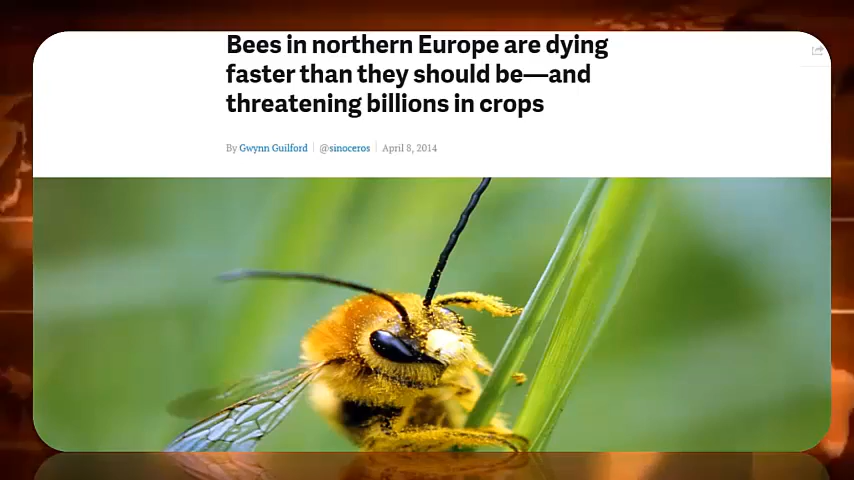 Bees in northern Europe are dying
faster than they should be—and
threatening billions in crops
By Gwynn Guilford | @sinoceros | April 8, 2014